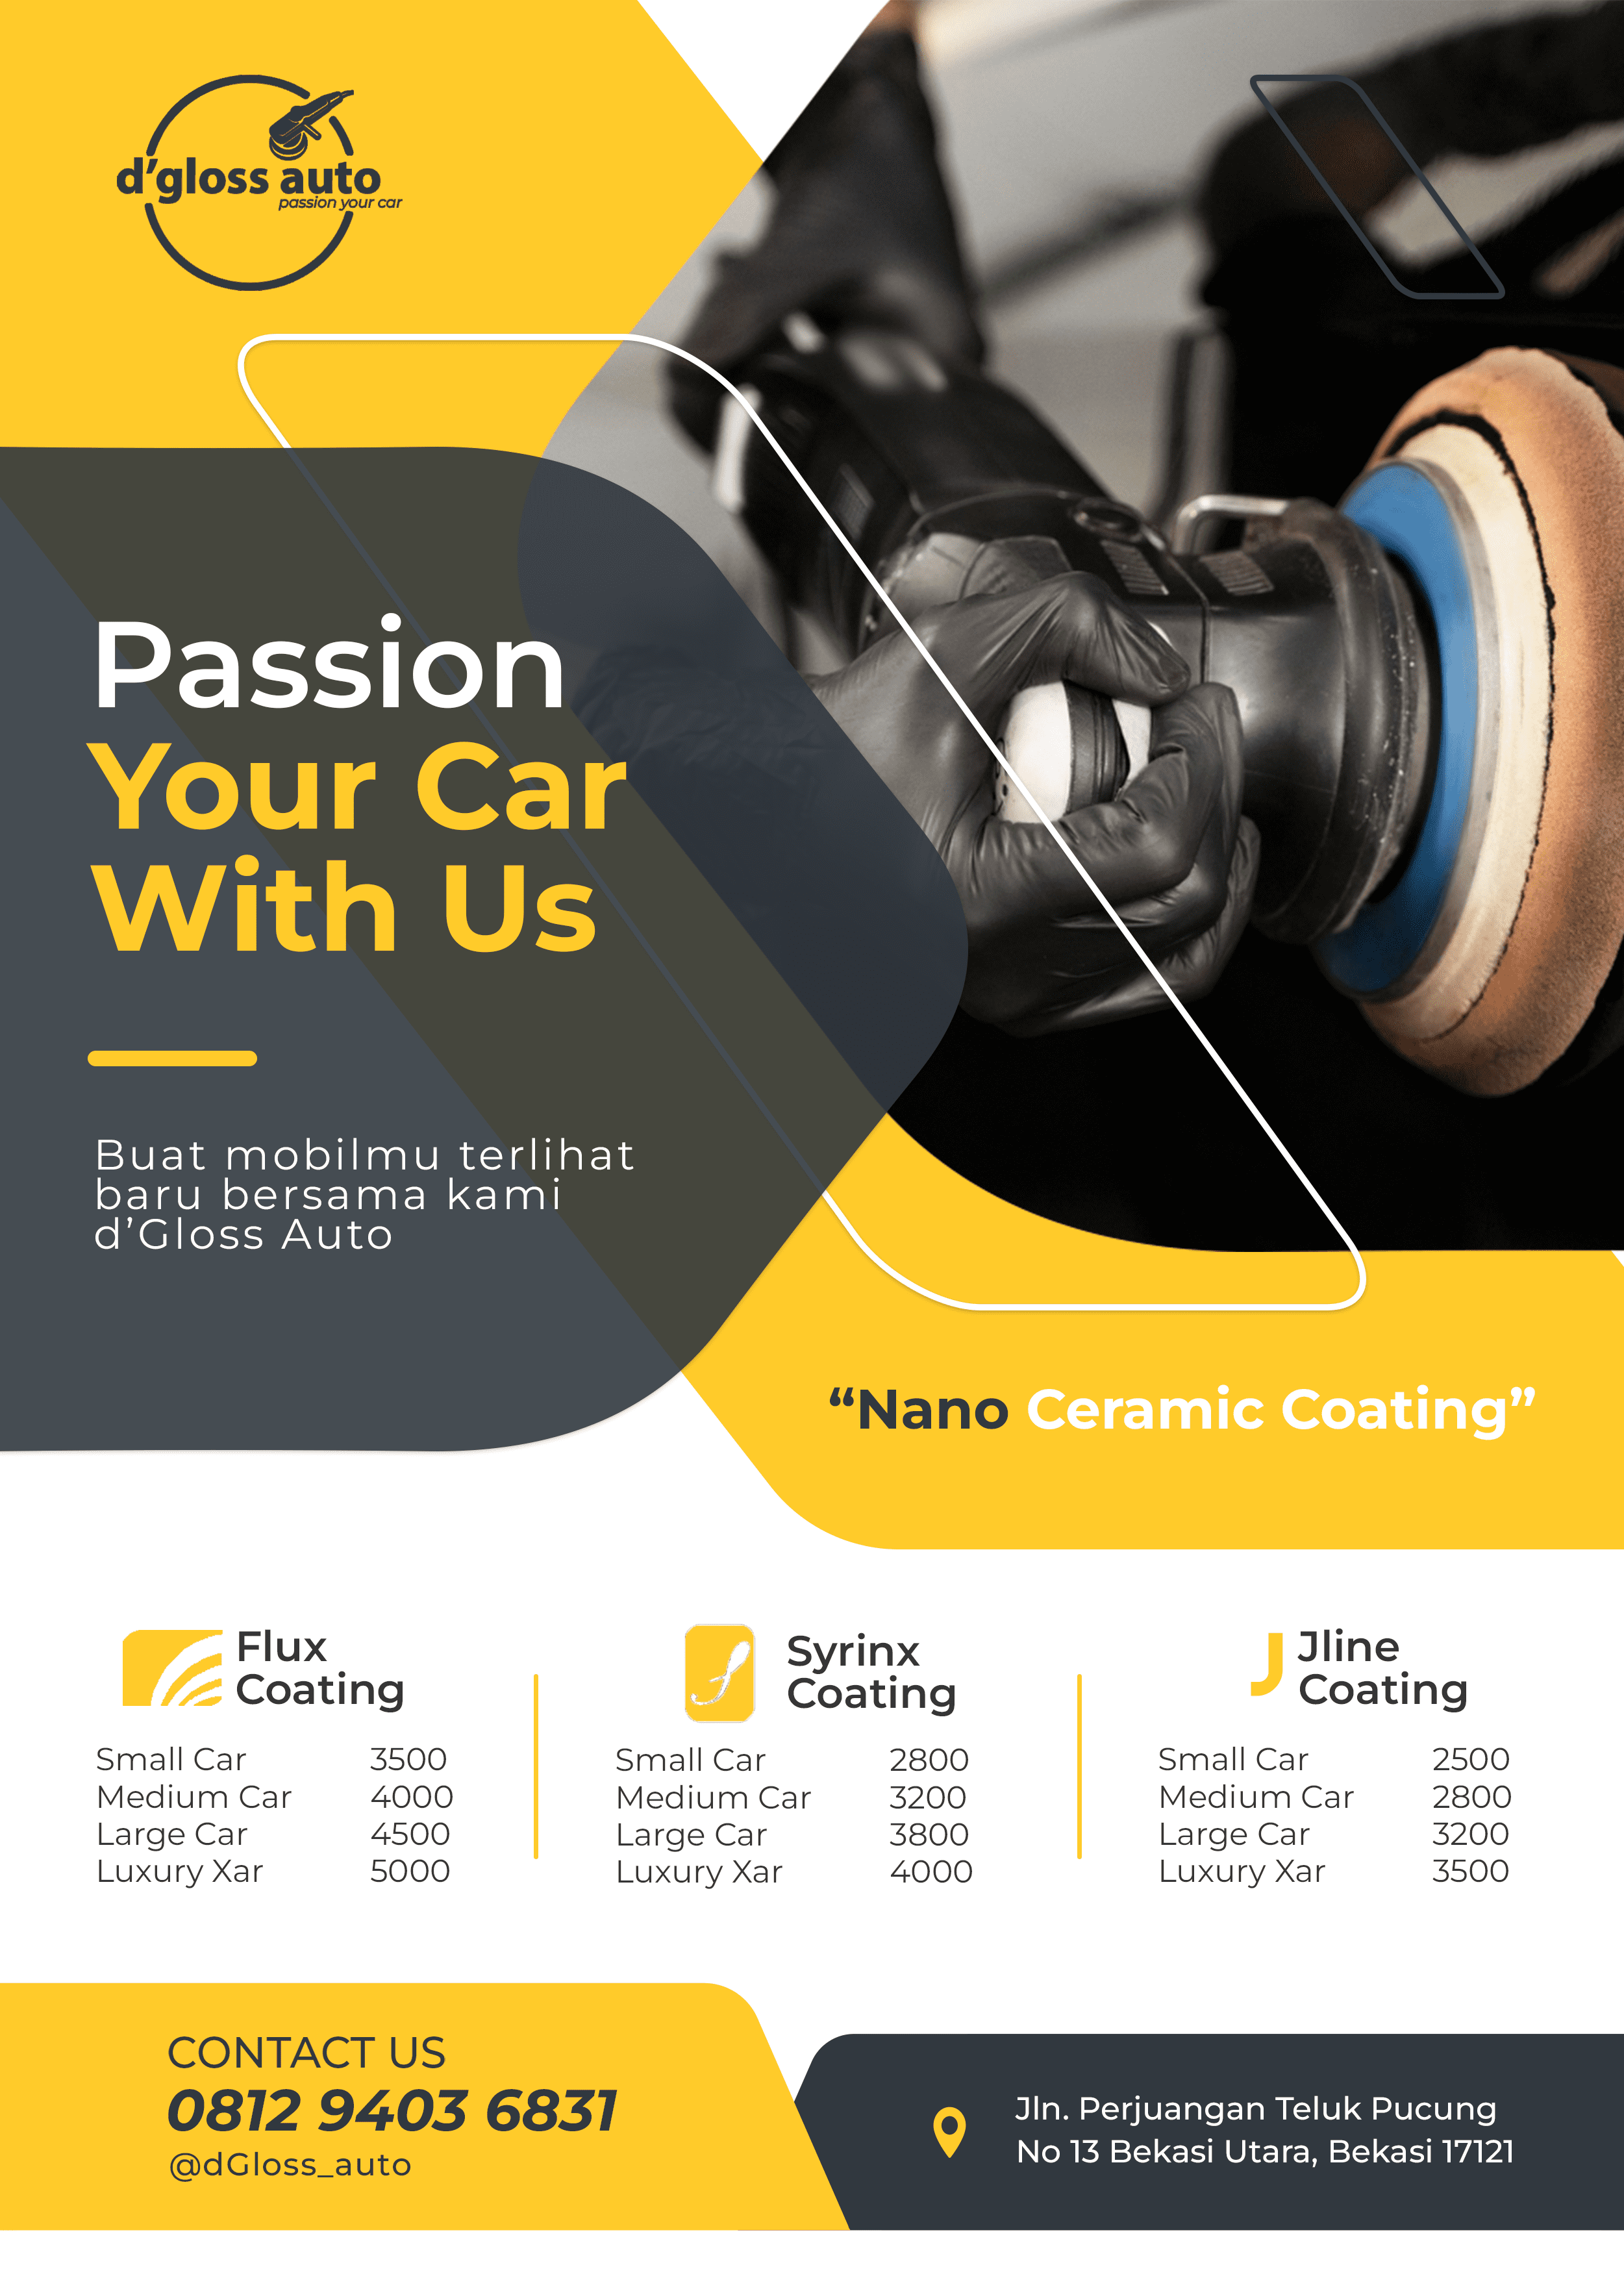 d'gloss auto
passion your car
Passion
Your Car
With Us
Buat mobilmu terlihat
baru bersama kami
d'Gloss Auto
“Nano Ceramic Coating”
Flux
Coating
Small Car 3500
Medium Car 4000
Large Car 4500
Luxury Xar 5000
Syrinx
Coating
Small Car 2800
Medium Car 3200
Large Car 3800
Luxury Xar 4000
Jline
Coating
Small Car 2500
Medium Car 2800
Large Car 3200
Luxury Xar 3500
CONTACT US
0812 9403 6831
@dGloss_auto
Jln. Perjuangan Teluk Pucung
No 13 Bekasi Utara, Bekasi 17121